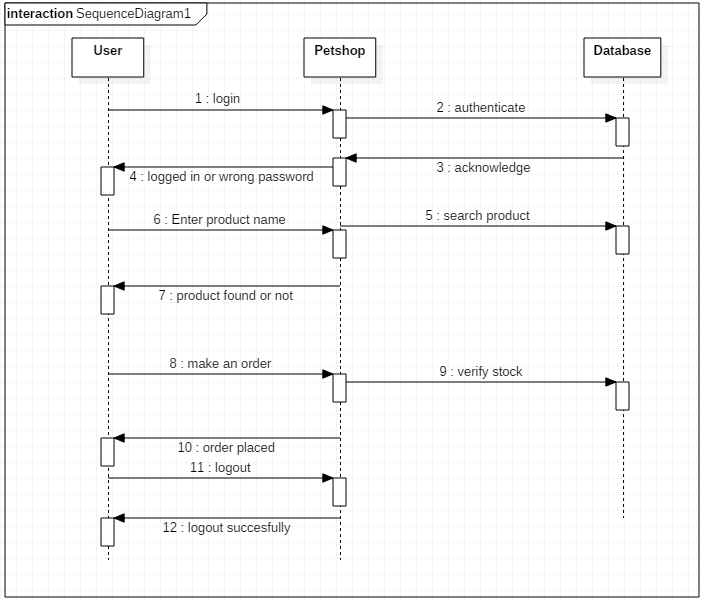 interaction SequenceDiagram1
User
Petshop
Database
1 : login
2 : authenticate
3 : acknowledge
4 : logged in or wrong password
5 : search product
6 : Enter product name
7 : product found or not
8 : make an order
9 : verify stock
10 : order placed
11 : logout
12 : logout succesfully